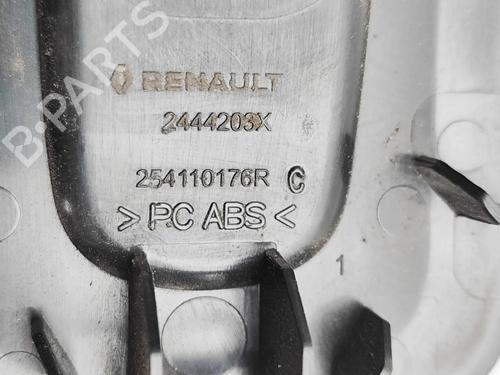 B-PARTS
RENAULT
2444203X
254110176R C
> PC ABS <
1